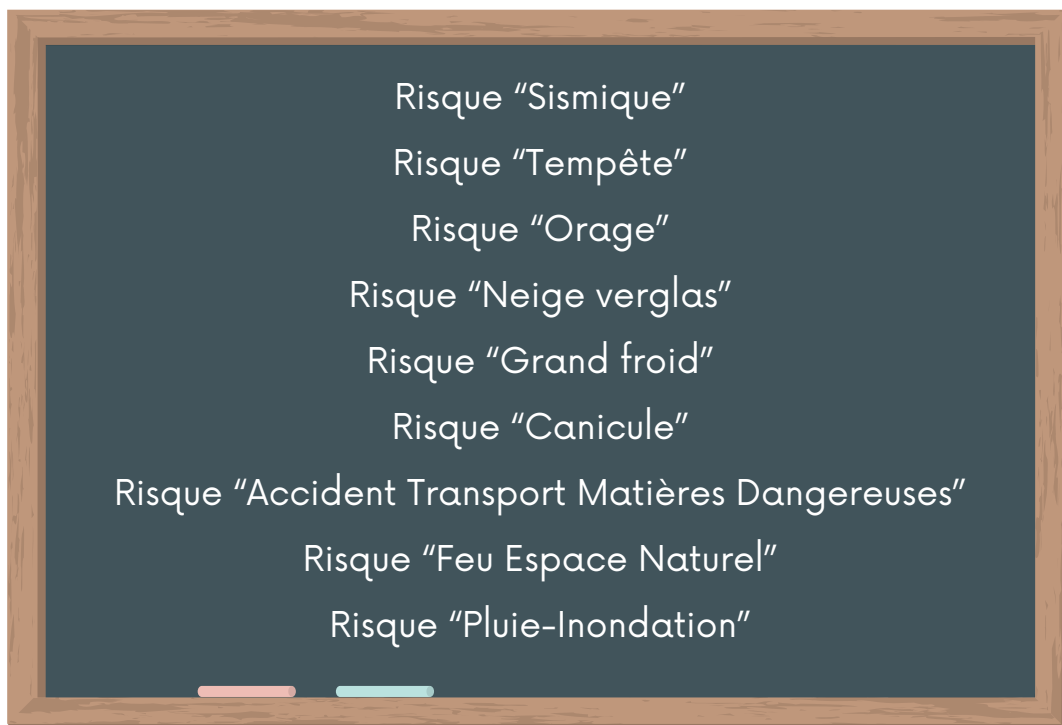 Risque “Sismique”
Risque “Tempête”
Risque “Orage”
Risque “Neige verglas”
Risque “Grand froid”
Risque “Canicule”
Risque “Accident Transport Matières Dangereuses”
Risque “Feu Espace Naturel”
Risque “Pluie-Inondation”